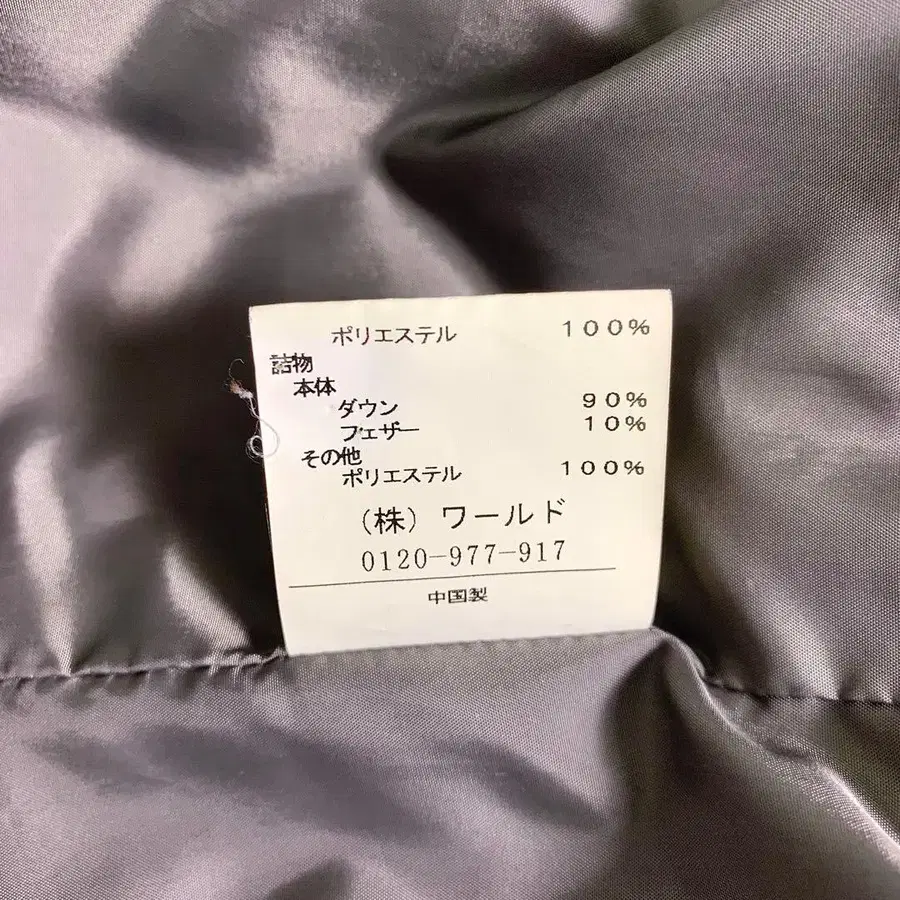 ポリエステル 100%
詰物
本体
ダウン 90%
フェザー 10%
その他
ポリエステル 100%
(株) ワールド
0120-977-917
中国製